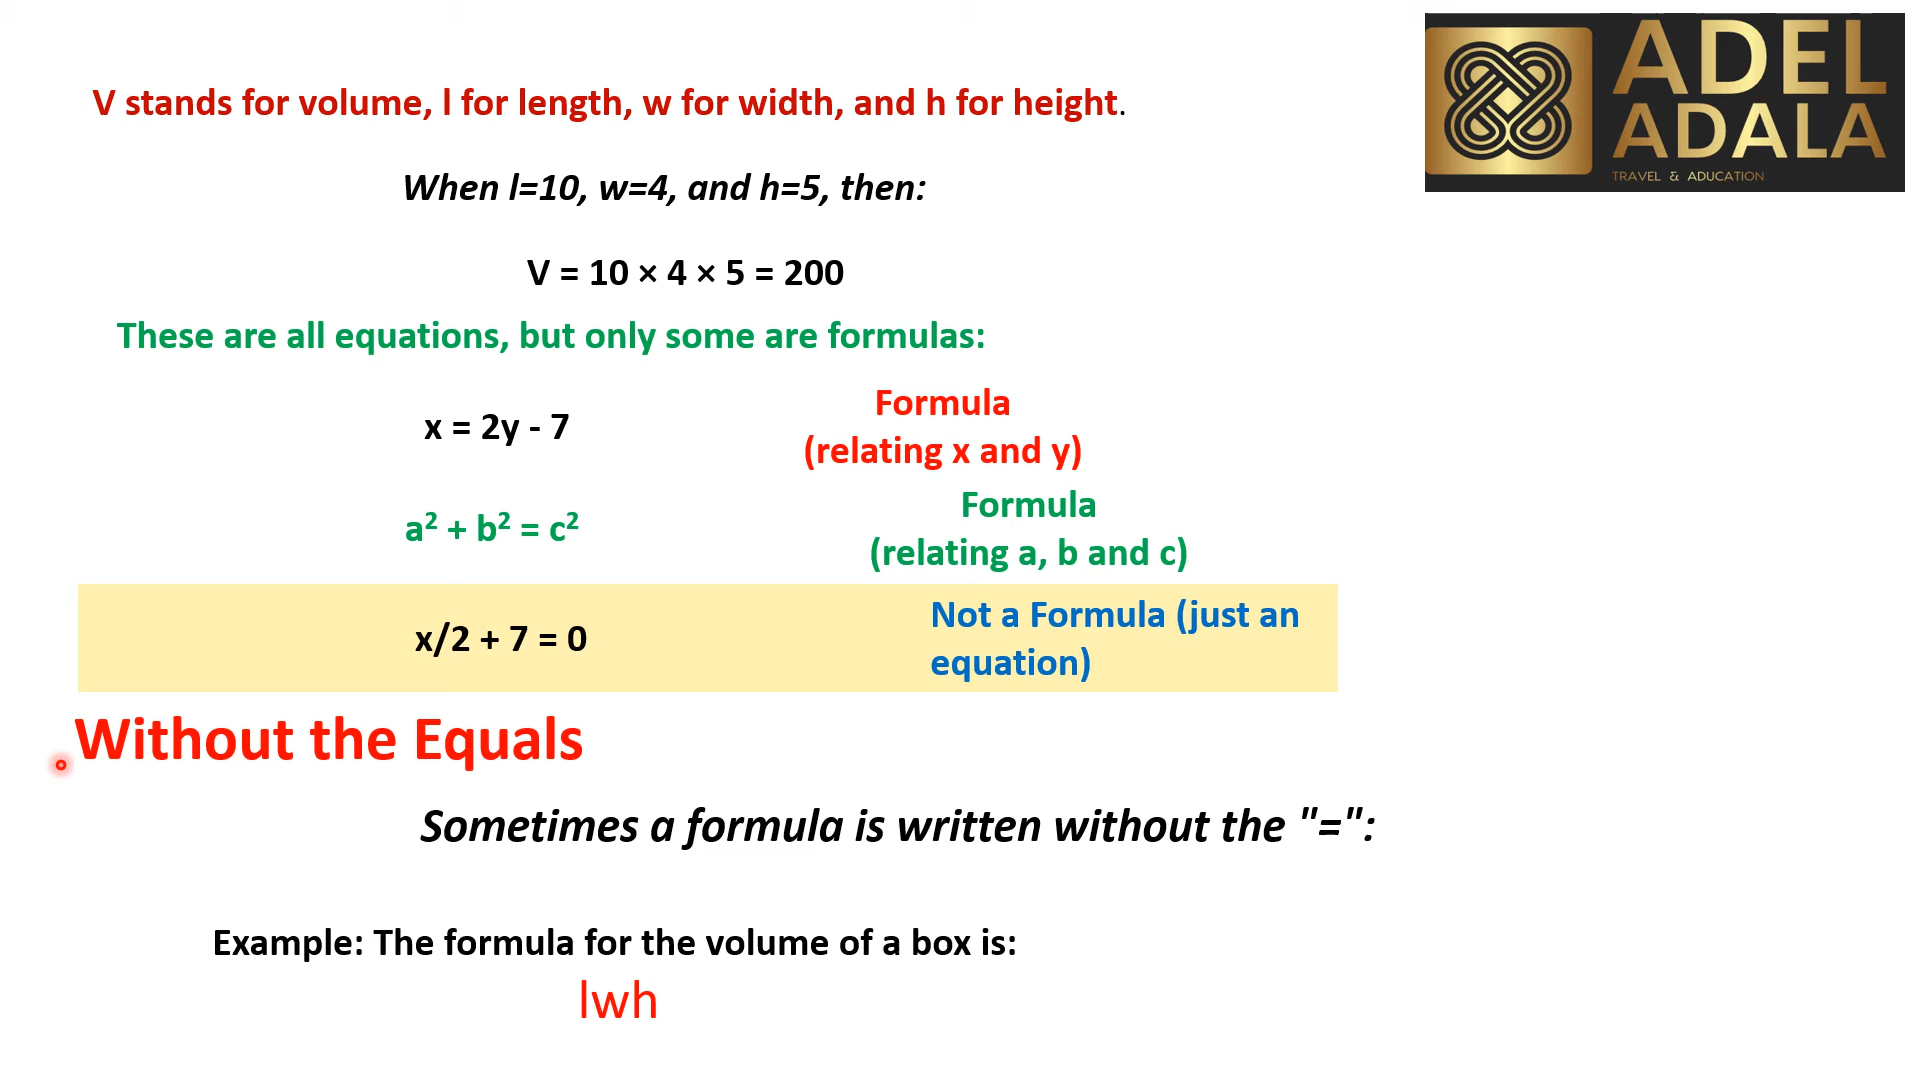 ADEL
ADALA
TRAVEL & ADUCATION
V stands for volume, l for length, w for width, and h for height.
When l=10, w=4, and h=5, then:
V = 10 × 4 × 5 = 200
These are all equations, but only some are formulas:
x = 2y - 7
Formula
(relating x and y)
a² + b² = c²
Formula
(relating a, b and c)
x/2 + 7 = 0
Not a Formula (just an
equation)
Without the Equals
Sometimes a formula is written without the "=":
Example: The formula for the volume of a box is:
lwh